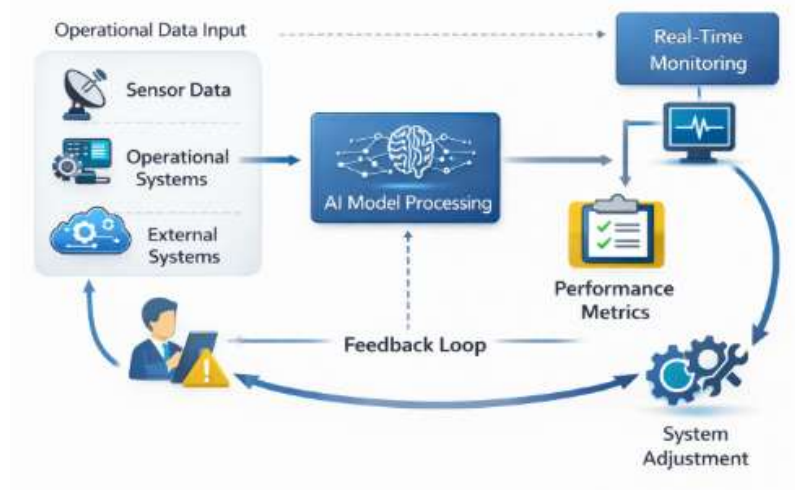 Operational Data Input
Real-Time
Monitoring
Sensor Data
Operational
Systems
External
Systems
AI Model Processing
Performance
Metrics
Feedback Loop
System
Adjustment